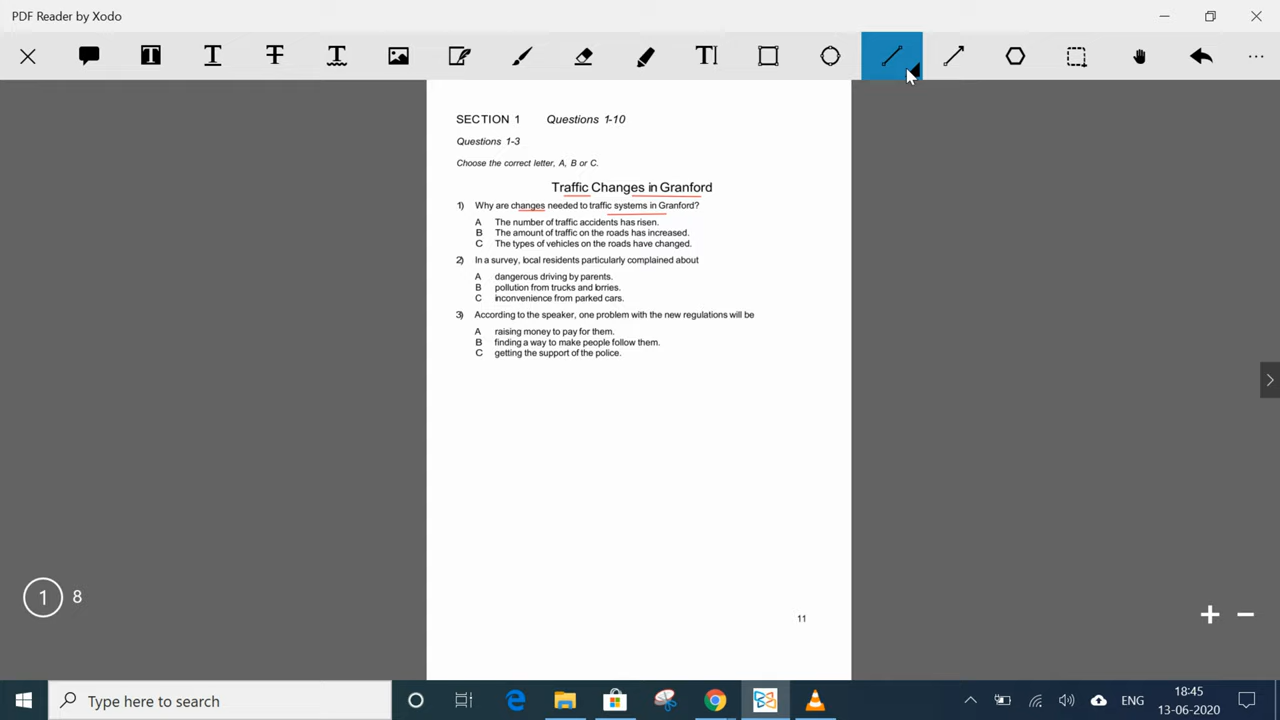 PDF Reader by Xodo
SECTION 1 Questions 1-10
Questions 1-3
Choose the correct letter, A, B or C.
Traffic Changes in Granford
1) Why are changes needed to traffic systems in Granford?
A The number of traffic accidents has risen.
B The amount of traffic on the roads has increased.
C The types of vehicles on the roads have changed.
2) In a survey, local residents particularly complained about
A dangerous driving by parents.
B pollution from trucks and lorries.
C inconvenience from parked cars.
3) According to the speaker, one problem with the new regulations will be
A raising money to pay for them.
B finding a way to make people follow them.
C getting the support of the police.
11
1 8
Type here to search
ENG
18:45
13-06-2020